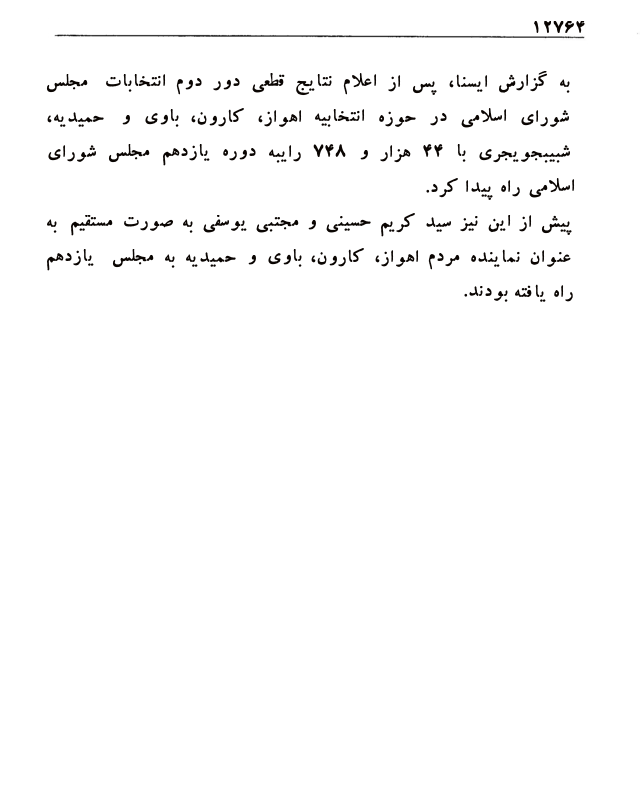 ۱۲۷۶۴
به گزارش ایسنا، پس از اعلام نتایج قطعی دور دوم انتخابات مجلس
شورای اسلامی در حوزه انتخابیه اهواز، کارون، باوی و حمیدیه،
شبیبجویجری با ۴۴ هزار و ۷۴۸ رایبه دوره یازدهم مجلس شورای
اسلامی راه پیدا کرد.
پیش از این نیز سید کریم حسینی و مجتبی یوسفی به صورت مستقیم به
عنوان نماینده مردم اهواز، کارون، باوی و حمیدیه به مجلس یازدهم
راه یافته بودند.